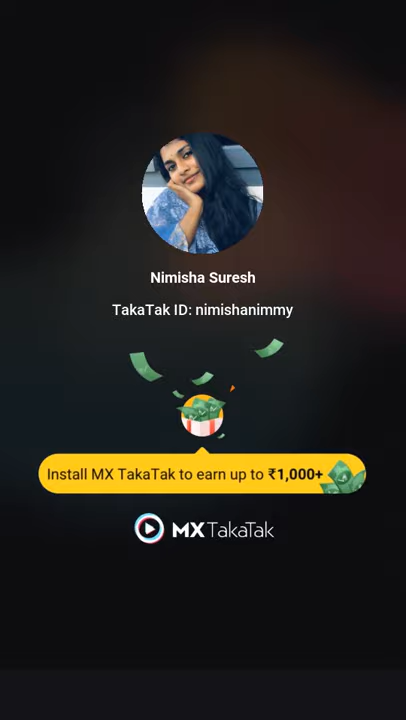 Nimisha Suresh
TakaTak ID: nimishanimmy
Install MX TakaTak to earn up to ₹1,000+
MX TakaTak